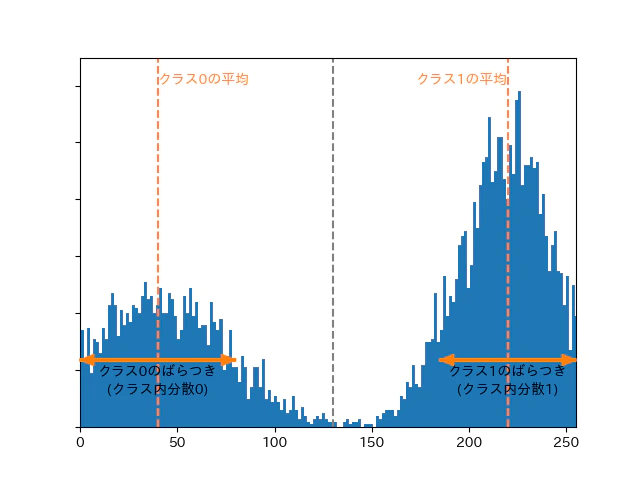 クラス0の平均
クラス1の平均
クラス0のばらつき
(クラス内分散0)
クラス1のばらつき
(クラス内分散1)
0
50
100
150
200
250